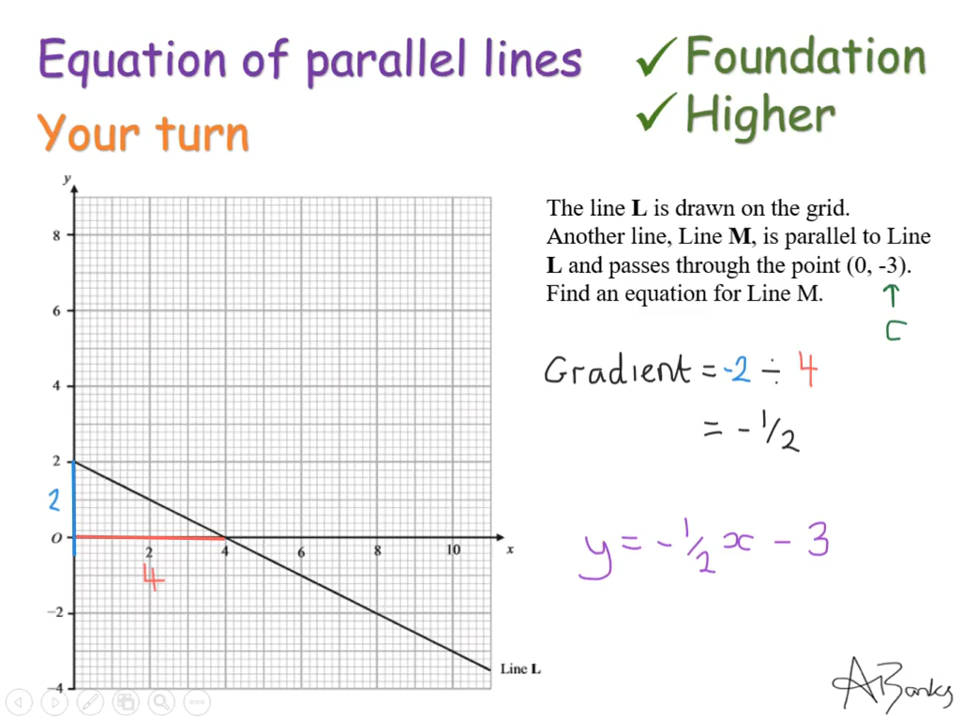 Equation of parallel lines
✓ Foundation
✓ Higher
Your turn
y
8
6
4
2
O
−2
−4
2 4 6 8 10 x
2
4
Line L
The line L is drawn on the grid.
Another line, Line M, is parallel to Line
L and passes through the point (0, -3).
Find an equation for Line M.
↑
C
Gradient = -2 ÷ 4
= - 1/2
y = - 1/2 x - 3
ABanks